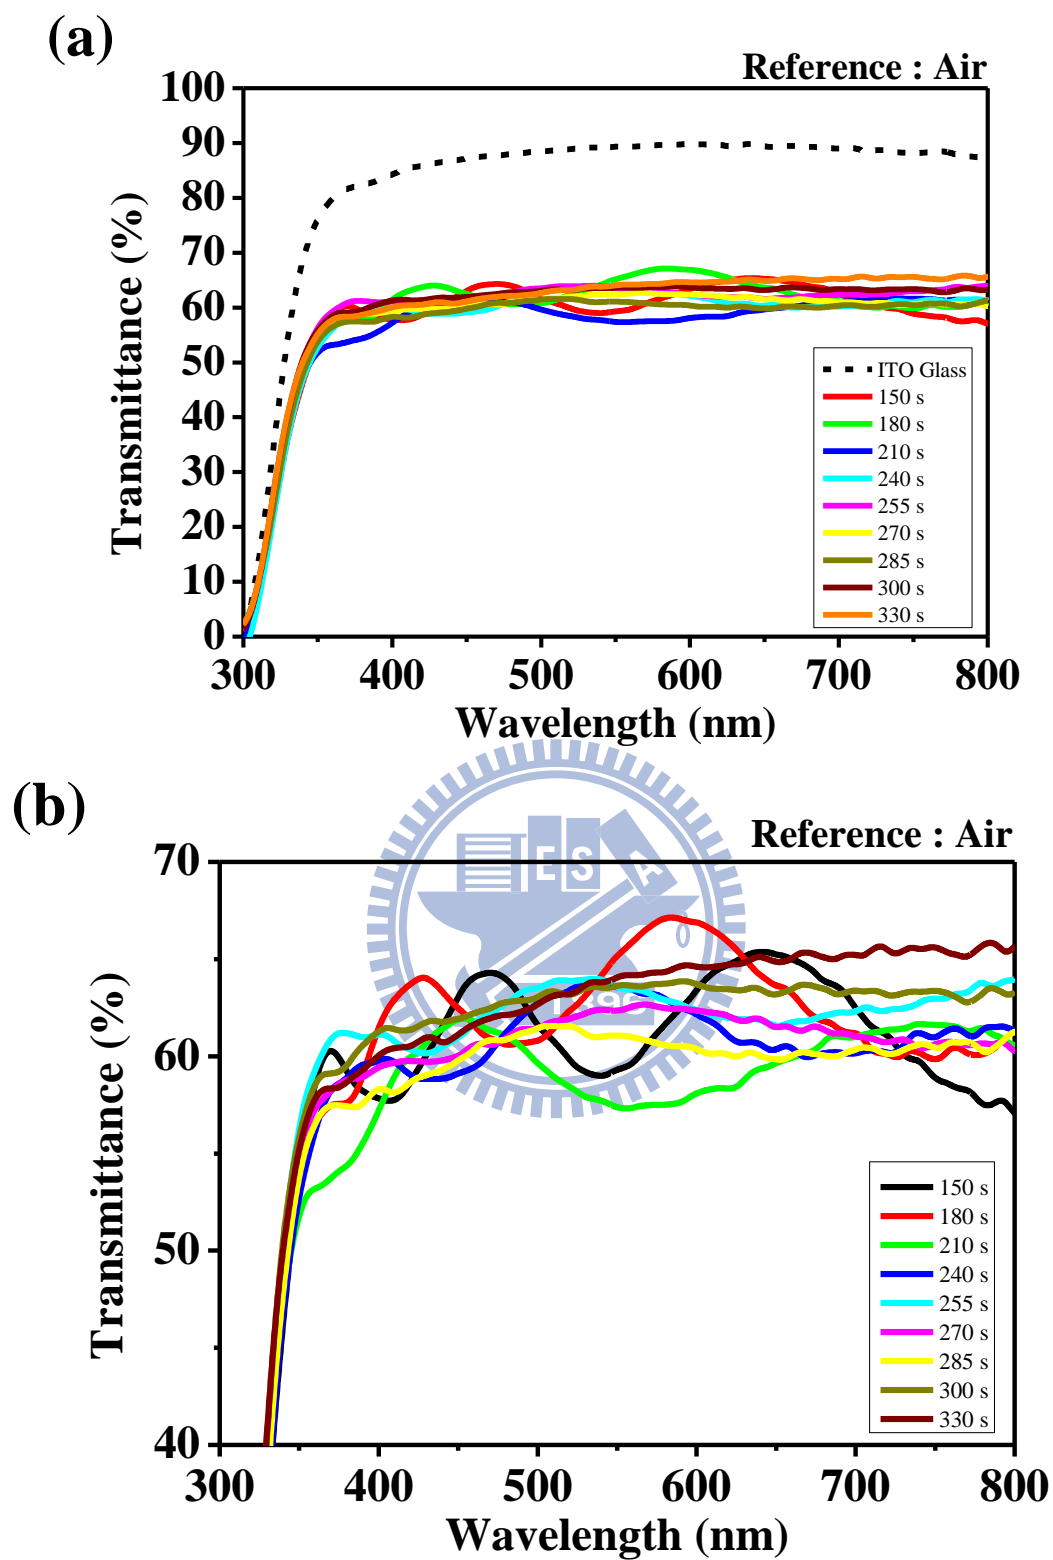 (a)
Reference : Air
100
90
80
70
60
50
40
30
20
10
0
Transmittance (%)
ITO Glass
150 s
180 s
210 s
240 s
255 s
270 s
285 s
300 s
330 s
300 400 500 600 700 800
Wavelength (nm)
(b)
Reference : Air
E S A
1896
70
60
50
40
Transmittance (%)
150 s
180 s
210 s
240 s
255 s
270 s
285 s
300 s
330 s
300 400 500 600 700 800
Wavelength (nm)